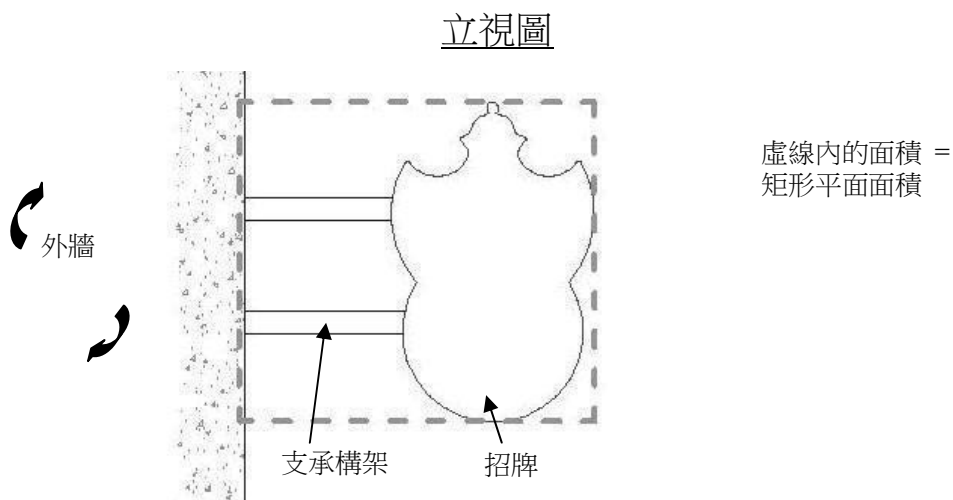 立視圖
虛線內的面積 =
矩形平面面積
外牆
支承構架
招牌